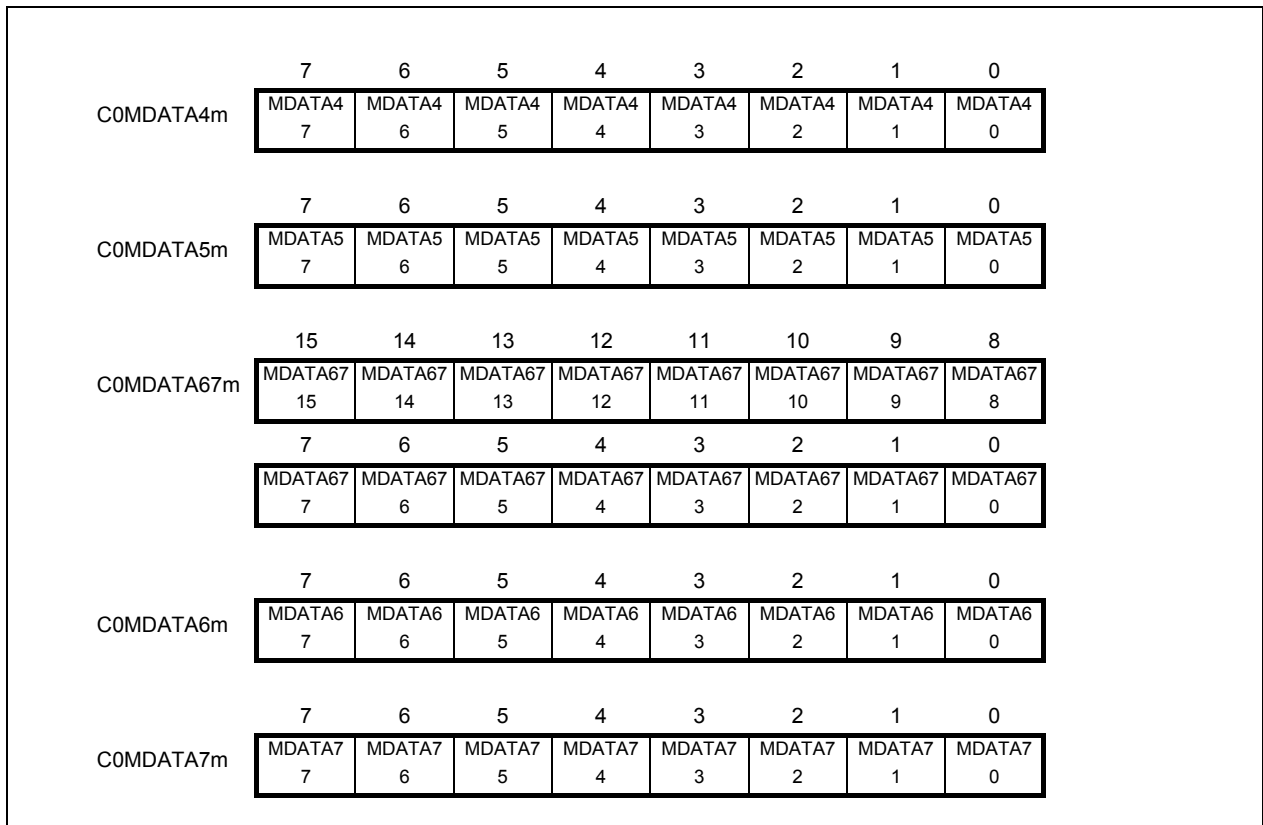 7 6 5 4 3 2 1 0
C0MDATA4m
MDATA4 MDATA4 MDATA4 MDATA4 MDATA4 MDATA4 MDATA4 MDATA4
7 6 5 4 3 2 1 0
7 6 5 4 3 2 1 0
C0MDATA5m
MDATA5 MDATA5 MDATA5 MDATA5 MDATA5 MDATA5 MDATA5 MDATA5
7 6 5 4 3 2 1 0
15 14 13 12 11 10 9 8
C0MDATA67m
MDATA67 MDATA67 MDATA67 MDATA67 MDATA67 MDATA67 MDATA67 MDATA67
15 14 13 12 11 10 9 8
7 6 5 4 3 2 1 0
MDATA67 MDATA67 MDATA67 MDATA67 MDATA67 MDATA67 MDATA67 MDATA67
7 6 5 4 3 2 1 0
7 6 5 4 3 2 1 0
C0MDATA6m
MDATA6 MDATA6 MDATA6 MDATA6 MDATA6 MDATA6 MDATA6 MDATA6
7 6 5 4 3 2 1 0
7 6 5 4 3 2 1 0
C0MDATA7m
MDATA7 MDATA7 MDATA7 MDATA7 MDATA7 MDATA7 MDATA7 MDATA7
7 6 5 4 3 2 1 0